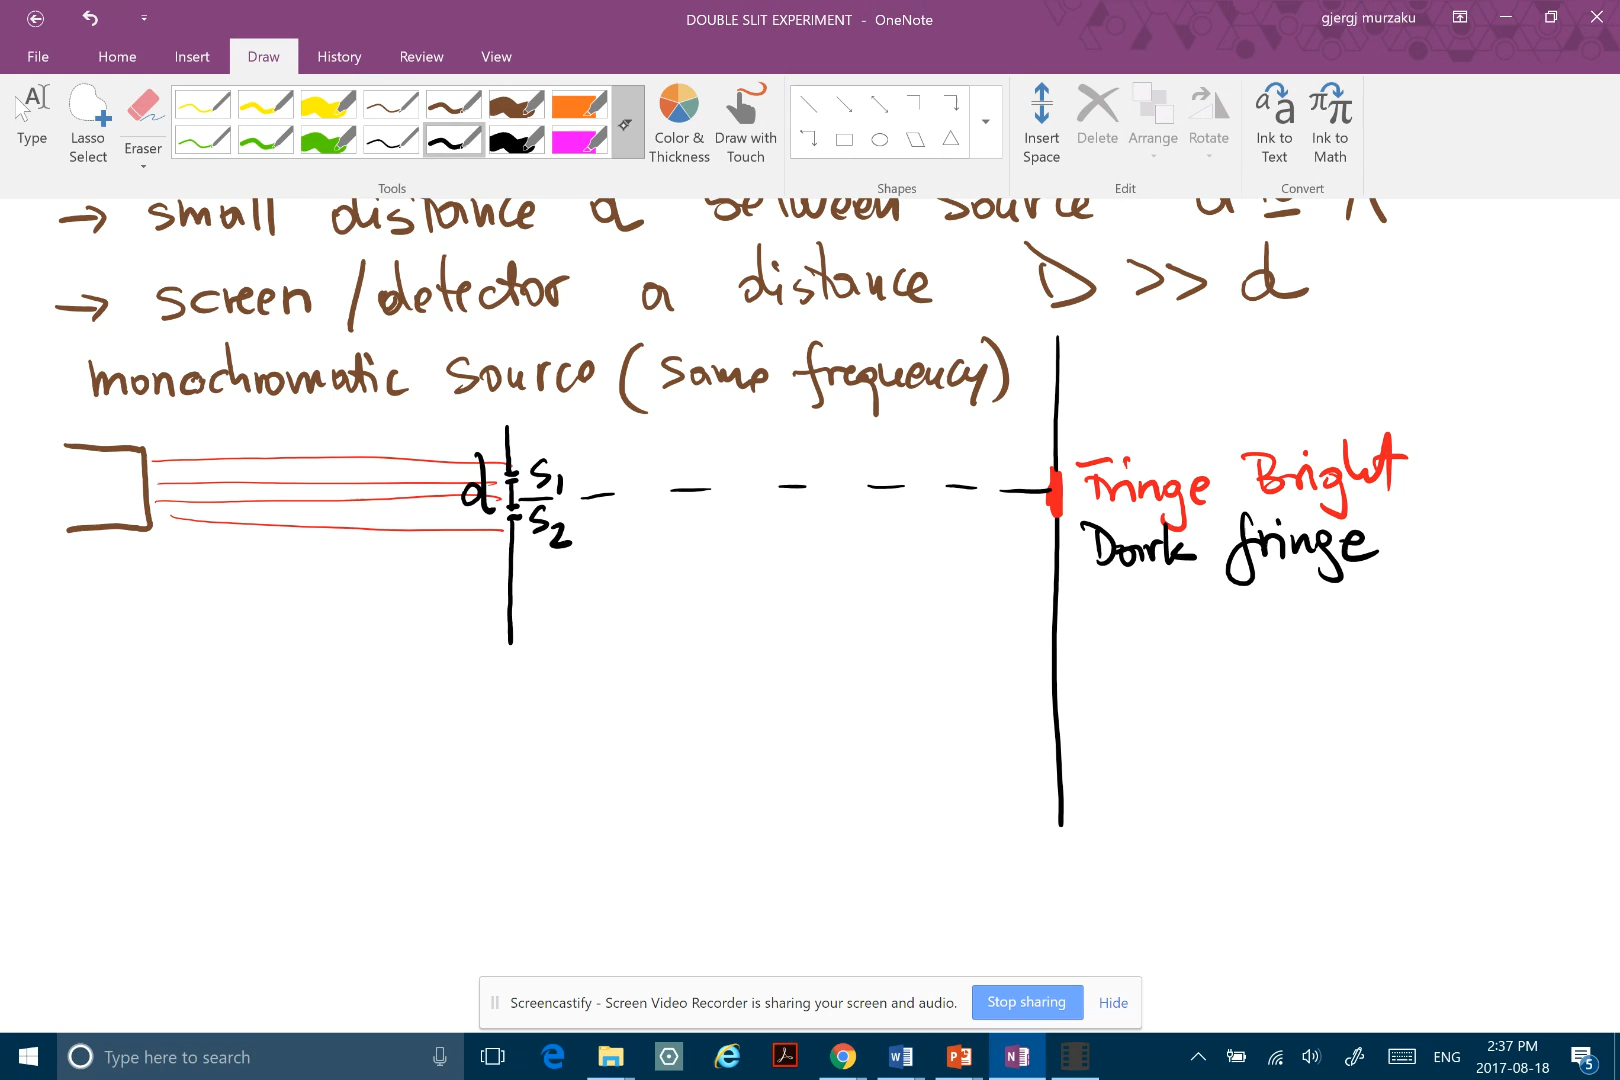 DOUBLE SLIT EXPERIMENT - OneNote
gjergj murzaku
File Home Insert Draw History Review View
Type
Lasso Select
Eraser
Color & Thickness
Draw with Touch
Insert Space
Delete
Arrange
Rotate
Ink to Text
Ink to Math
Tools
Shapes
Edit
Convert
→ small distance d between source d ≅ λ
→ screen/detector a distance D >> d
monochromatic source (same frequency)
d
S1
S2
Fringe Bright
Dark fringe
Screencastify - Screen Video Recorder is sharing your screen and audio. Stop sharing Hide
Type here to search
ENG
2:37 PM
2017-08-18
5